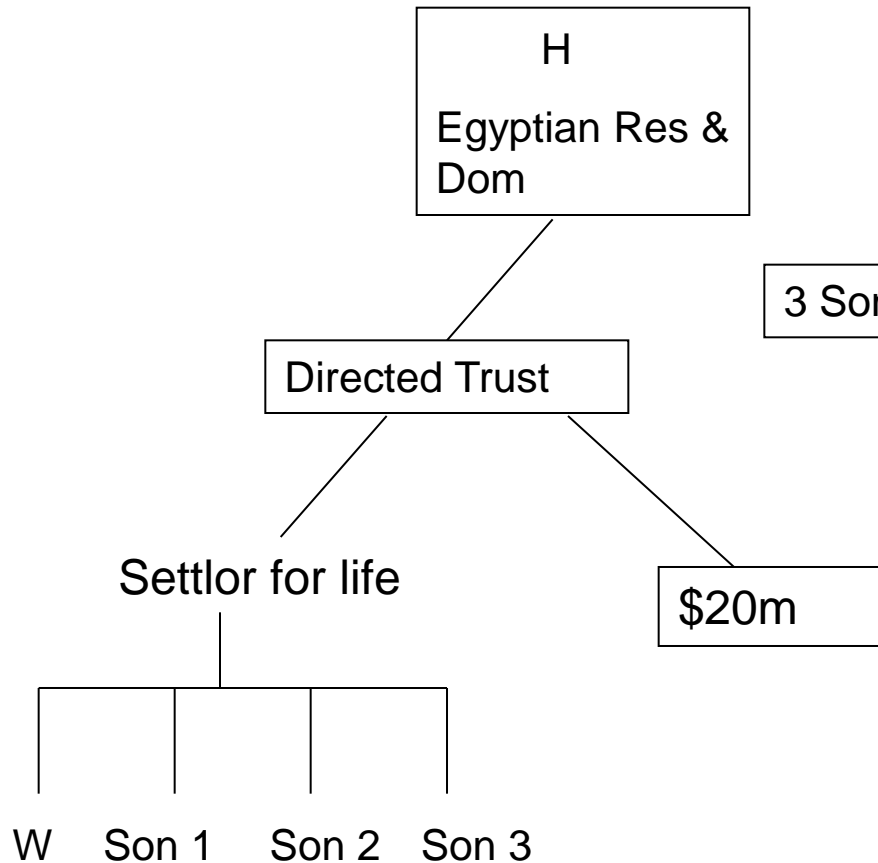 H
Egyptian Res &
Dom
3
Directed Trust
Settlor for life
$20m
W Son 1 Son 2 Son 3